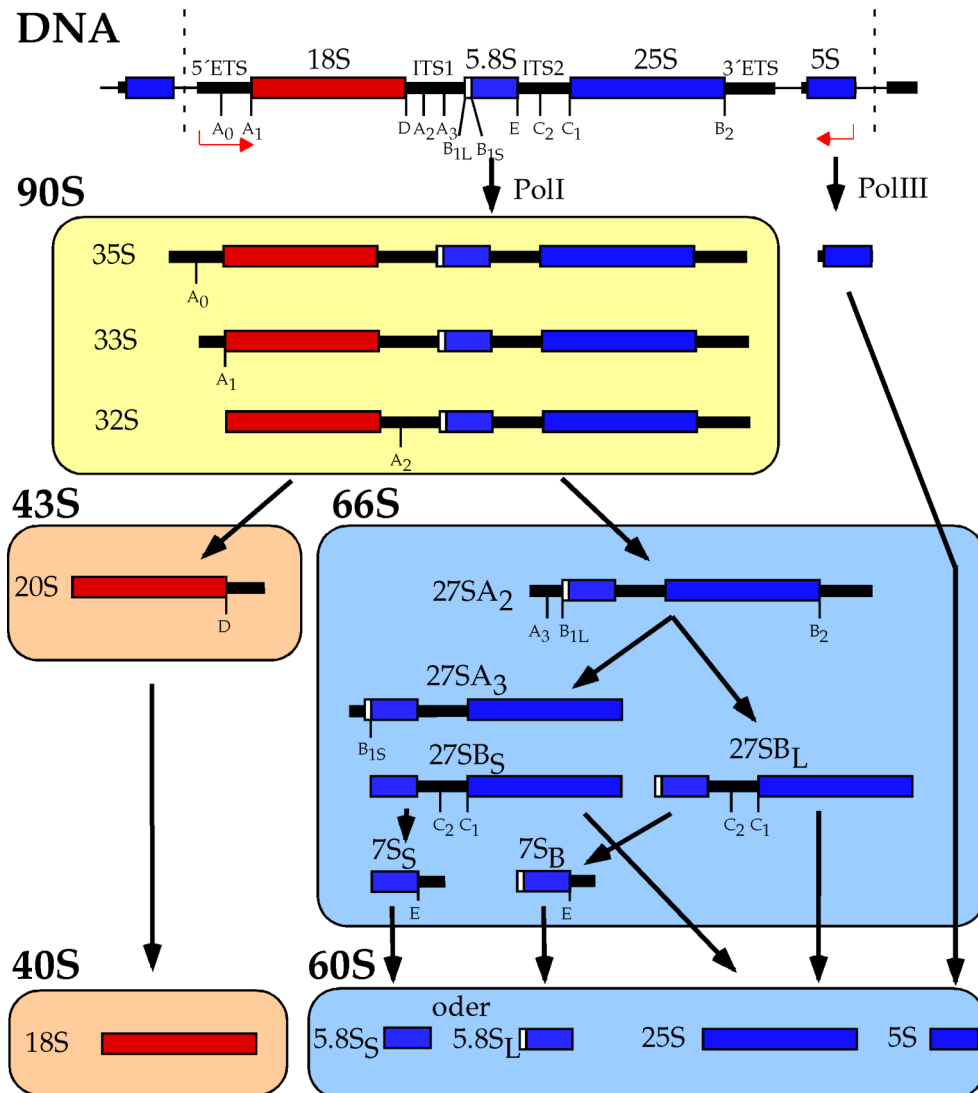 DNA
5´ETS 18S ITS1 5.8S ITS2 25S 3´ETS 5S
A0 A1 D A2 A3 B1L B1S E C2 C1 B2
PolI PolIII
90S
35S
A0
33S
A1
32S
A2
43S 66S
20S
D
27SA2
A3 B1L B2
27SA3
B1S
27SBS 27SBL
C2 C1 C2 C1
7SS 7SB
E E
40S 60S
oder
18S 5.8SS 5.8SL 25S 5S